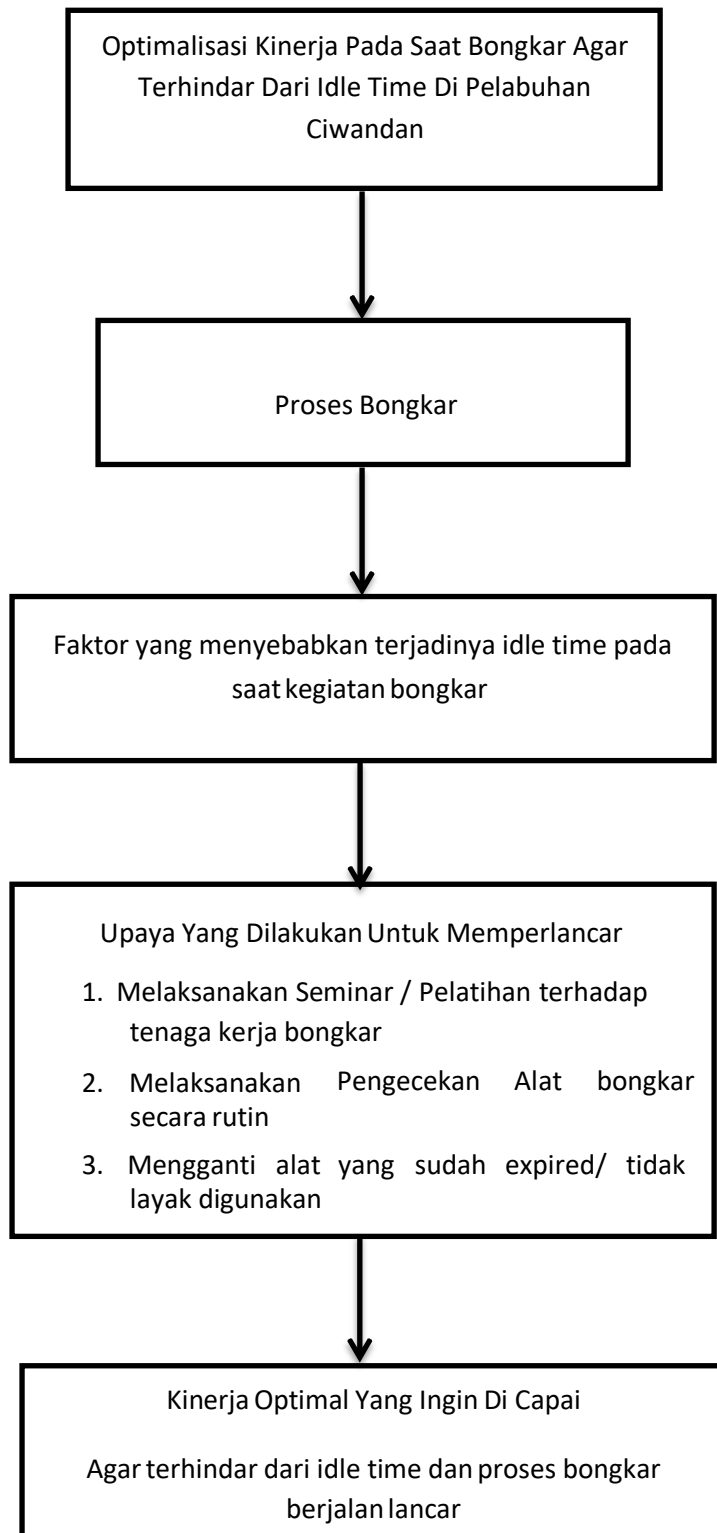 Optimalisasi Kinerja Pada Saat Bongkar Agar
Terhindar Dari Idle Time Di Pelabuhan
Ciwandan
Proses Bongkar
Faktor yang menyebabkan terjadinya idle time pada
saat kegiatan bongkar
Upaya Yang Dilakukan Untuk Memperlancar
1. Melaksanakan Seminar / Pelatihan terhadap
tenaga kerja bongkar
2. Melaksanakan Pengecekan Alat bongkar
secara rutin
3. Mengganti alat yang sudah expired/ tidak
layak digunakan
Kinerja Optimal Yang Ingin Di Capai
Agar terhindar dari idle time dan proses bongkar
berjalan lancar